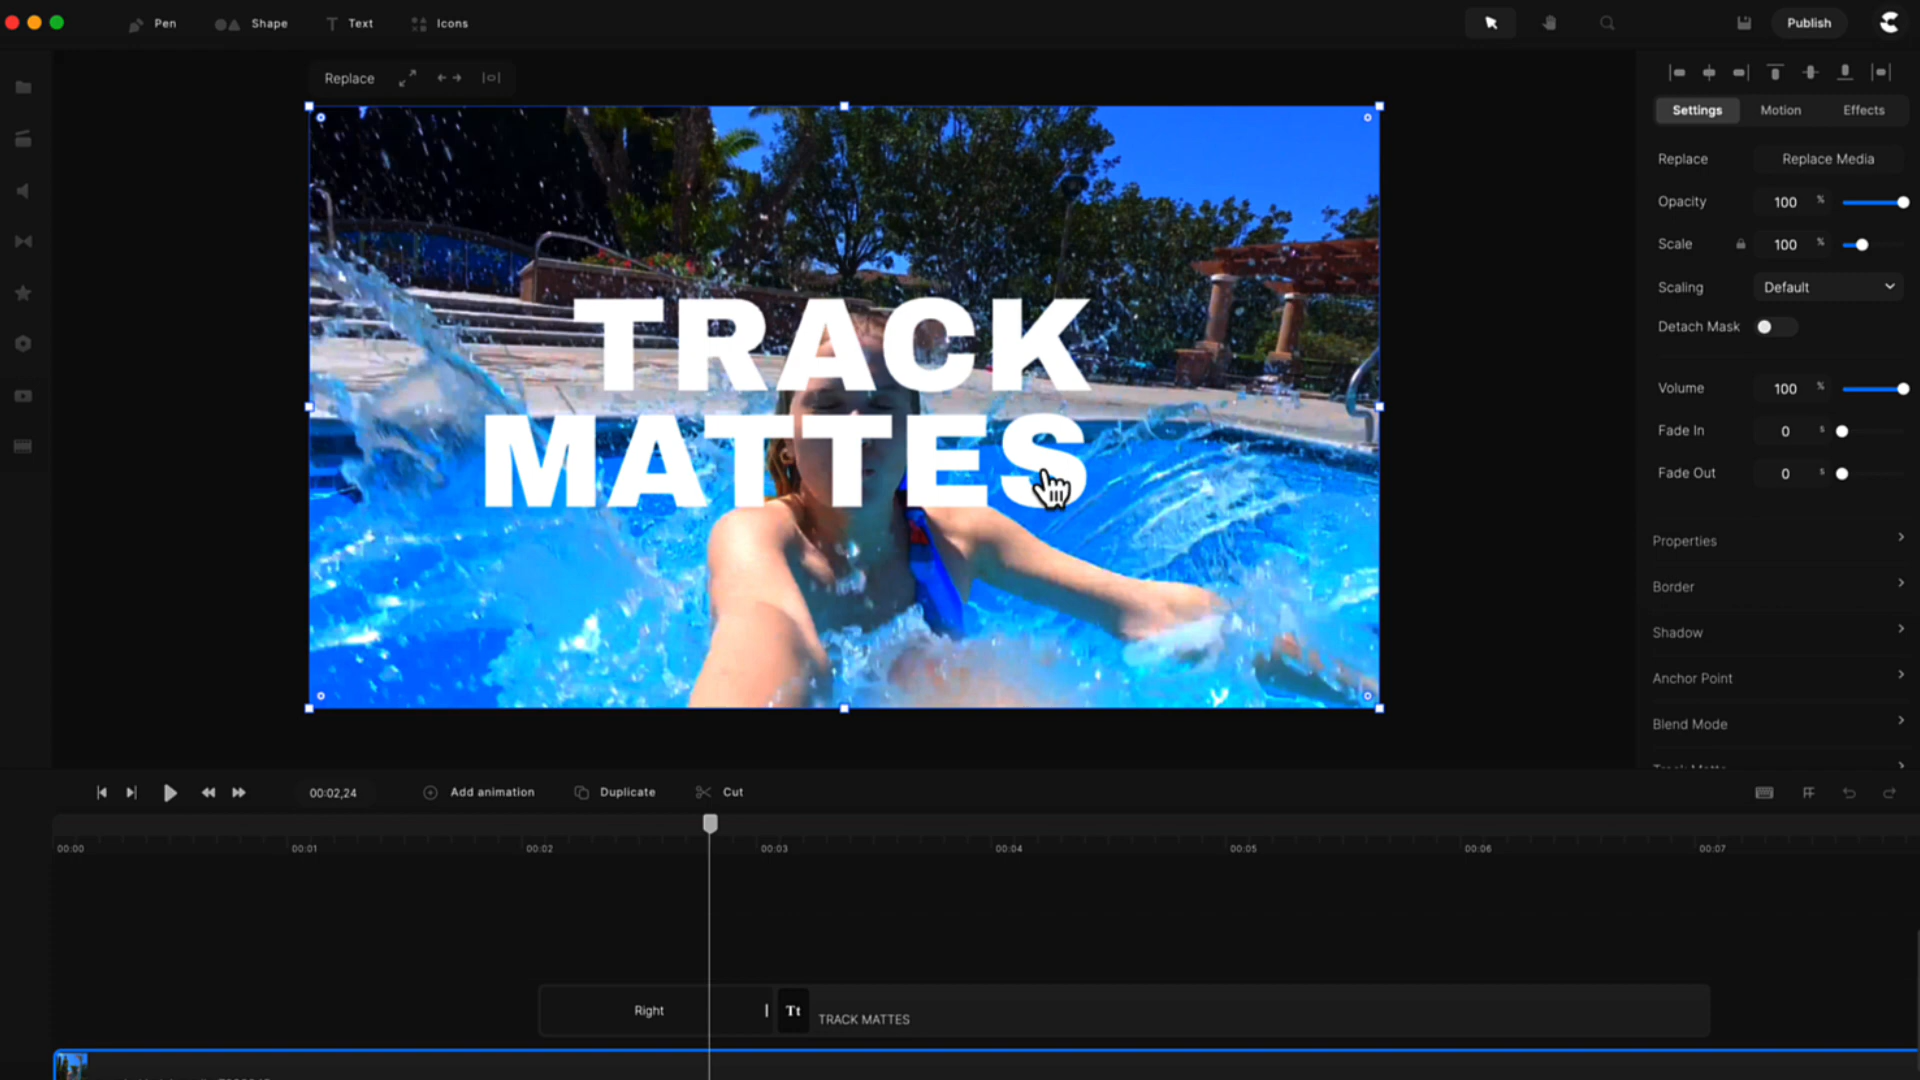 Pen
Shape
Text
Icons
Publish
Replace
Settings
Motion
Effects
Replace
Replace Media
Opacity
100 %
Scale
100 %
Scaling
Default
Detach Mask
Volume
100 %
Fade In
0 s
Fade Out
0 s
Properties
Border
Shadow
Anchor Point
Blend Mode
TRACK
MATTES
00:02,24
Add animation
Duplicate
Cut
00:00
00:01
00:02
00:03
00:04
00:05
00:06
00:07
Right
Tt
TRACK MATTES